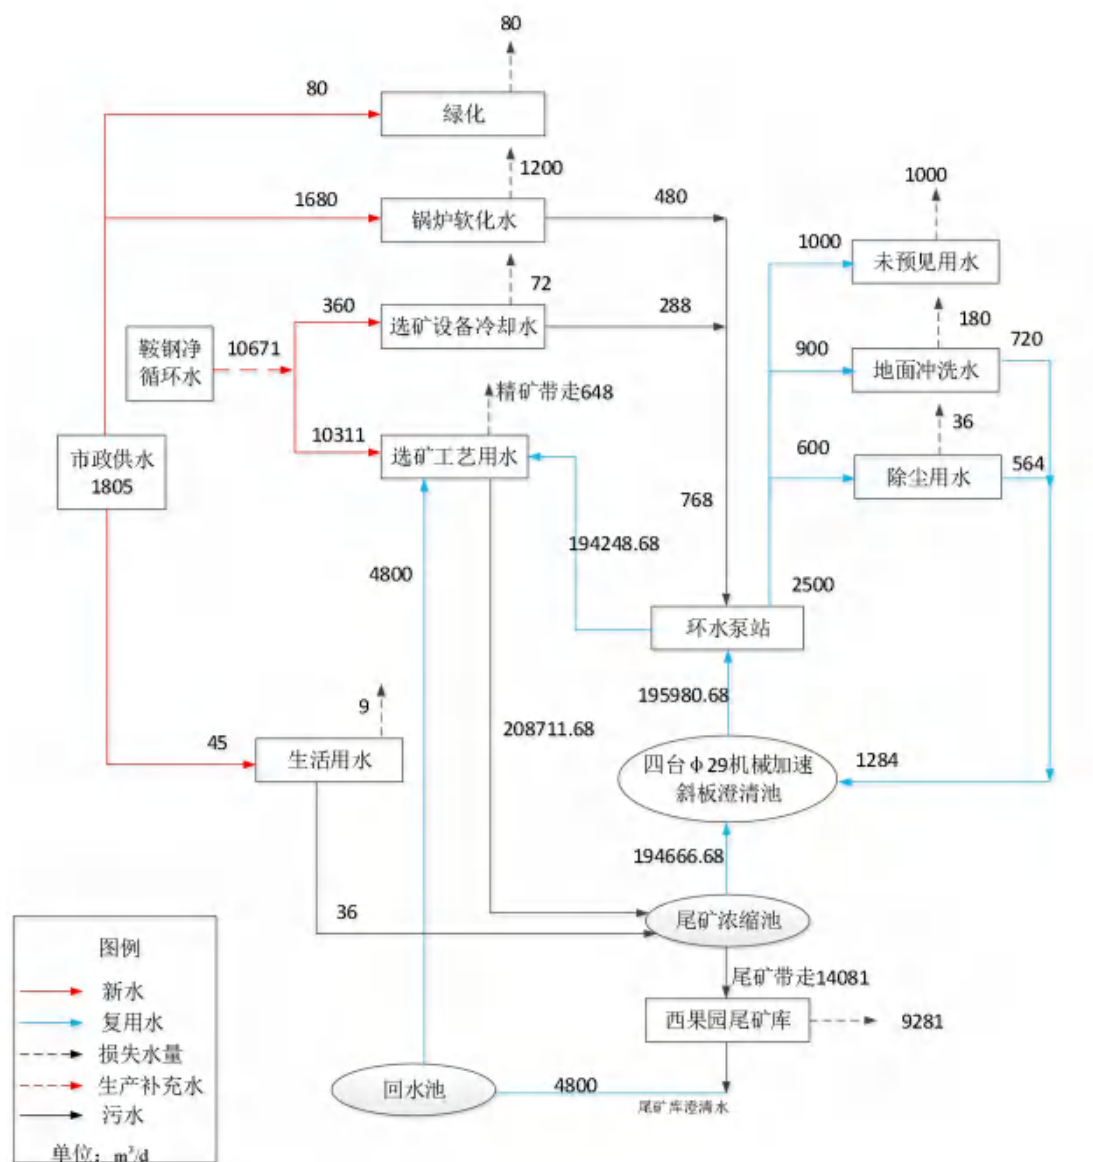 80
80
绿化
1200
1680
锅炉软化水
480
1000
1000
未预见用水
72
360
选矿设备冷却水
288
180
720
900
地面冲洗水
鞍钢净
循环水
10671
精矿带走648
36
10311
选矿工艺用水
600
除尘用水
564
市政供水
1805
768
194248.68
4800
2500
环水泵站
195980.68
9
208711.68
45
生活用水
四台Φ29机械加速
斜板澄清池
1284
194666.68
36
尾矿浓缩池
尾矿带走14081
西果园尾矿库
9281
回水池
4800
尾矿库澄清水
图例
新水
复用水
损失水量
生产补充水
污水
单位：m³/d